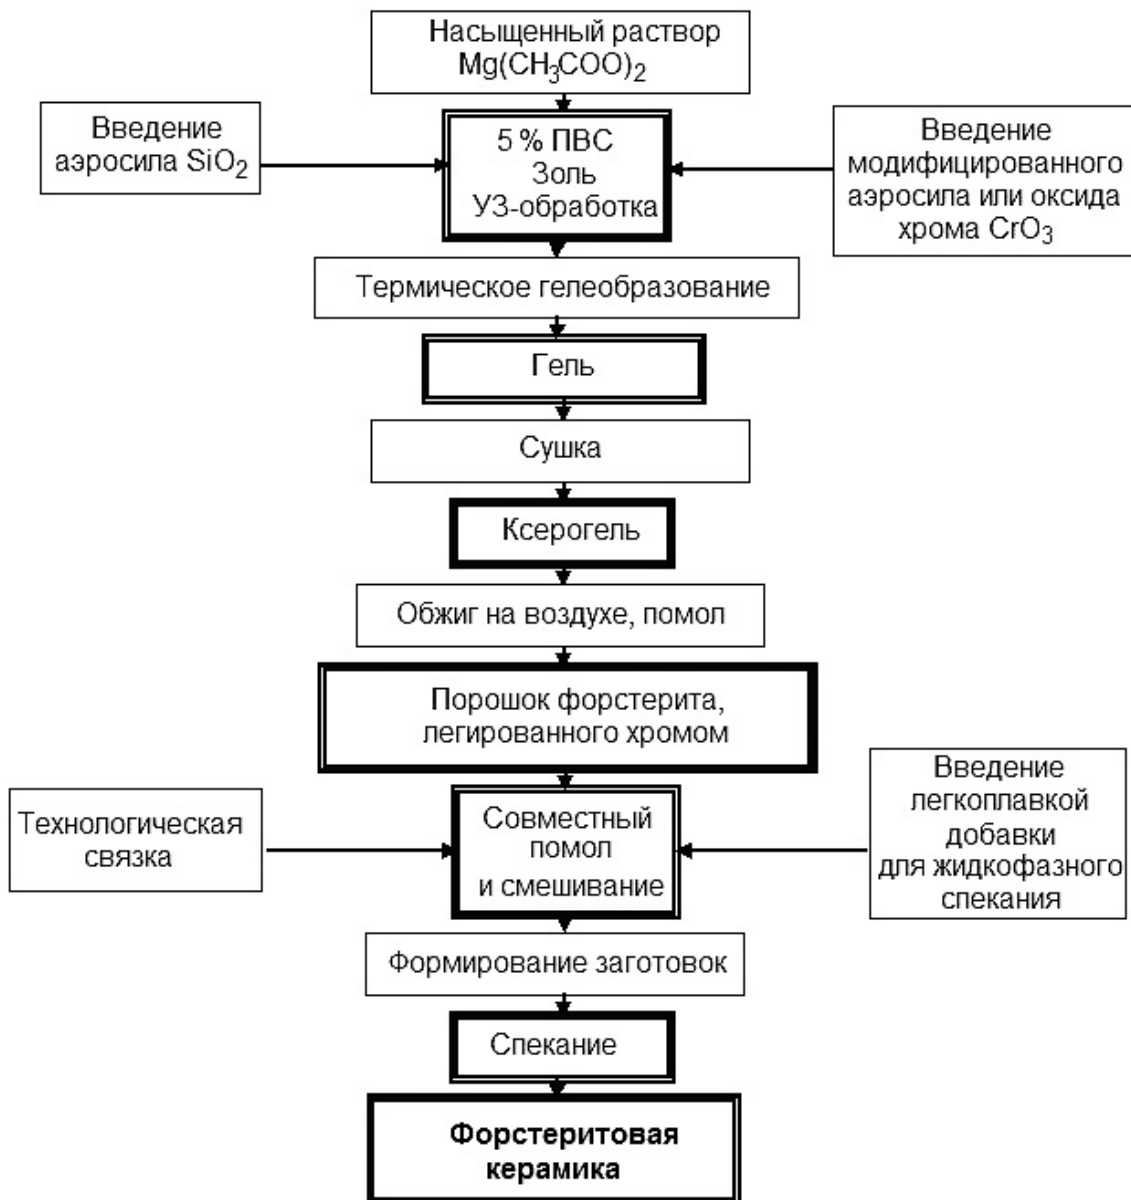 Насыщенный раствор
Mg(CH₃COO)₂
Введение
аэросила SiO₂
5 % ПВС
Золь
УЗ-обработка
Введение
модифицированного
аэросила или оксида
хрома CrO₃
Термическое гелеобразование
Гель
Сушка
Ксерогель
Обжиг на воздухе, помол
Порошок форстерита,
легированного хромом
Технологическая
связка
Совместный
помол
и смешивание
Введение
легкоплавкой
добавки
для жидкофазного
спекания
Формирование заготовок
Спекание
Форстеритовая
керамика